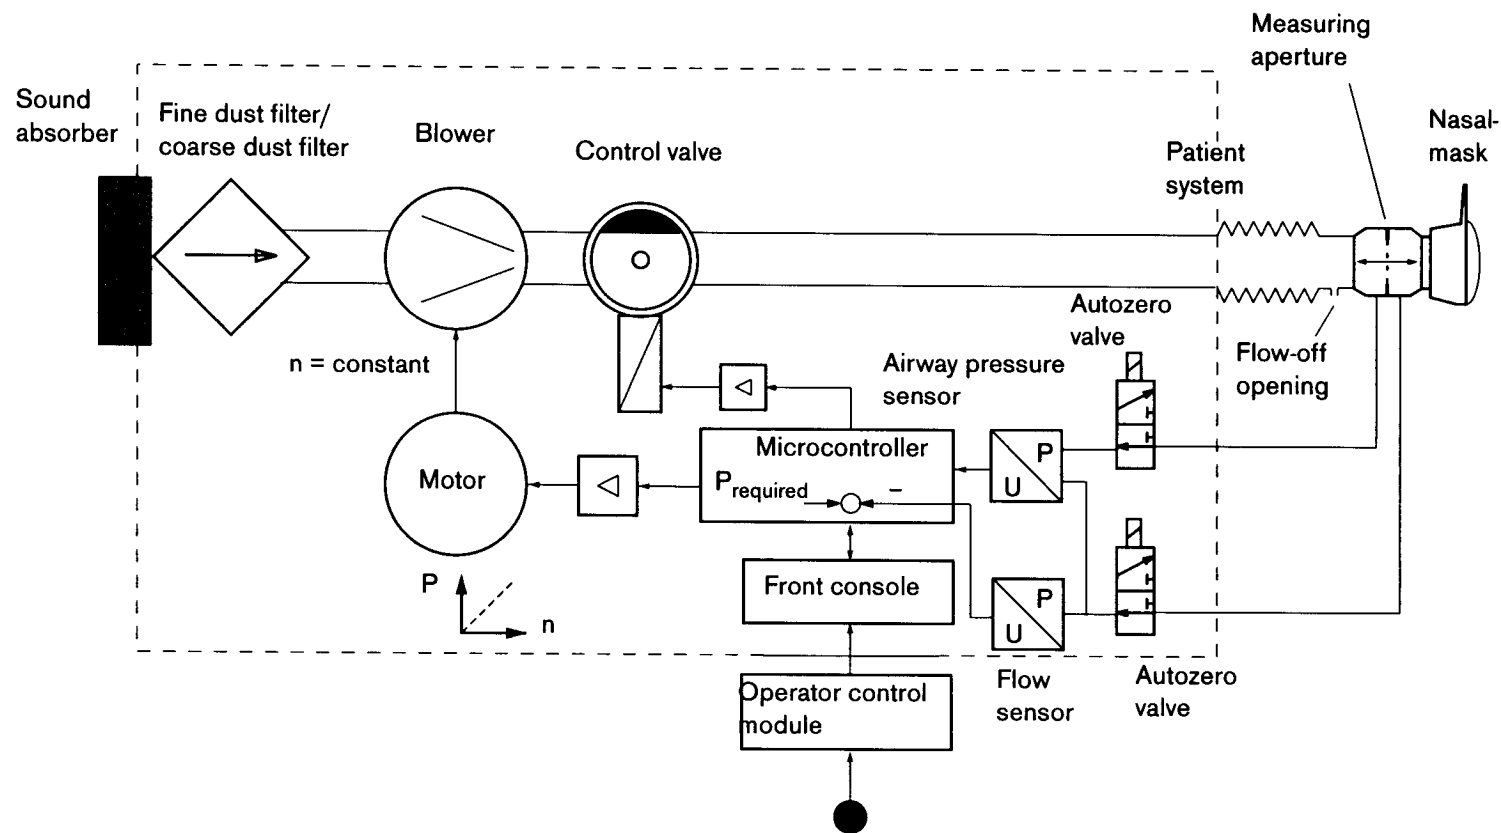 Measuring
aperture
Sound
absorber
Fine dust filter/
coarse dust filter
Blower
Control valve
Patient
system
Nasal-
mask
n = constant
Airway pressure
sensor
Autozero
valve
Flow-off
opening
Motor
Microcontroller
P required
–
P
U
P
n
Front console
P
U
Operator control
module
Flow
sensor
Autozero
valve